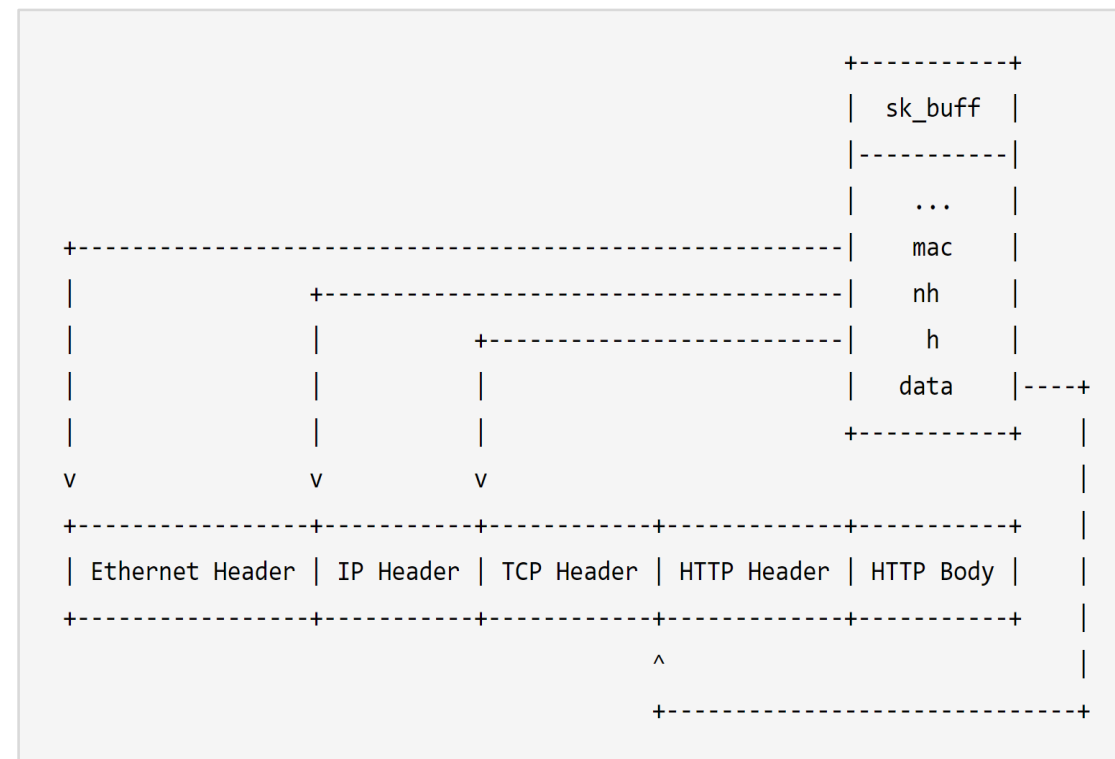 sk_buff
...
mac
nh
h
data
v v v
Ethernet Header | IP Header | TCP Header | HTTP Header | HTTP Body
^